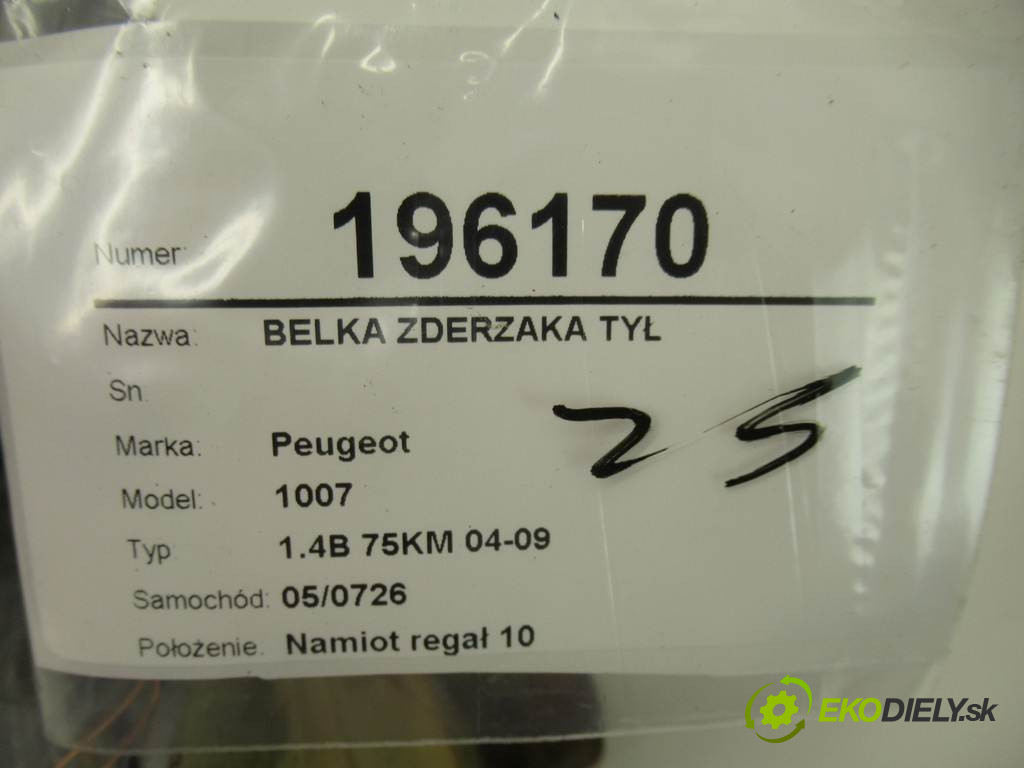 Numer: 196170
Nazwa: BELKA ZDERZAKA TYŁ
Sn
Marka: Peugeot
25
Model: 1007
Typ 1.4B 75KM 04-09
Samochód: 05/0726
Położenie: Namiot regał 10
EKODIELY.sk